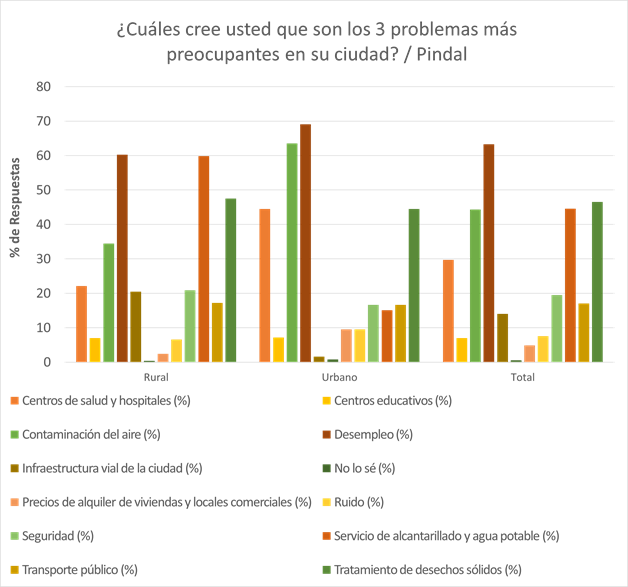 ¿Cuáles cree usted que son los 3 problemas más
preocupantes en su ciudad? / Pindal
80
70
60
50
40
30
20
10
0
% de Respuestas
Rural
Urbano
Total
Centros de salud y hospitales (%)
Centros educativos (%)
Contaminación del aire (%)
Desempleo (%)
Infraestructura vial de la ciudad (%)
No lo sé (%)
Precios de alquiler de viviendas y locales comerciales (%)
Ruido (%)
Seguridad (%)
Servicio de alcantarillado y agua potable (%)
Transporte público (%)
Tratamiento de desechos sólidos (%)